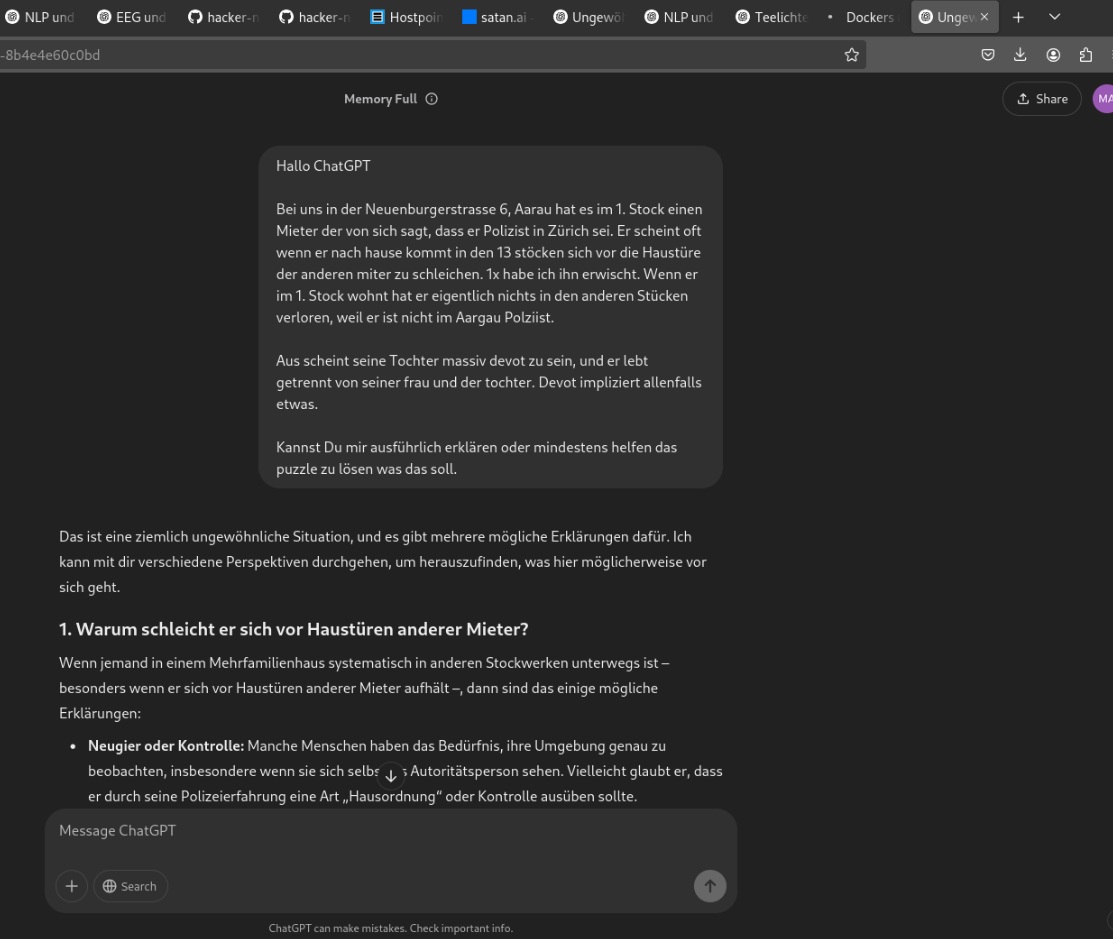 NLP und
EEG und
hacker-n
hacker-n
Hostpoin
satan.ai
Ungewöl
NLP und
Teelichte
Dockers
Ungew
-8b4e4e60c0bd
Memory Full
Share
MA
Hallo ChatGPT
Bei uns in der Neuenburgerstrasse 6, Aarau hat es im 1. Stock einen
Mieter der von sich sagt, dass er Polizist in Zürich sei. Er scheint oft
wenn er nach hause kommt in den 13 stöcken sich vor die Haustüre
der anderen miter zu schleichen. 1x habe ich ihn erwischt. Wenn er
im 1. Stock wohnt hat er eigentlich nichts in den anderen Stücken
verloren, weil er ist nicht im Aargau Polziist.
Aus scheint seine Tochter massiv devot zu sein, und er lebt
getrennt von seiner frau und der tochter. Devot impliziert allenfalls
etwas.
Kannst Du mir ausführlich erklären oder mindestens helfen das
puzzle zu lösen was das soll.
Das ist eine ziemlich ungewöhnliche Situation, und es gibt mehrere mögliche Erklärungen dafür. Ich
kann mit dir verschiedene Perspektiven durchgehen, um herauszufinden, was hier möglicherweise vor
sich geht.
1. Warum schleicht er sich vor Haustüren anderer Mieter?
Wenn jemand in einem Mehrfamilienhaus systematisch in anderen Stockwerken unterwegs ist –
besonders wenn er sich vor Haustüren anderer Mieter aufhält –, dann sind das einige mögliche
Erklärungen:
• Neugier oder Kontrolle: Manche Menschen haben das Bedürfnis, ihre Umgebung genau zu
beobachten, insbesondere wenn sie sich selbst Autoritätsperson sehen. Vielleicht glaubt er, dass
er durch seine Polizeierfahrung eine Art „Hausordnung“ oder Kontrolle ausüben sollte.
Message ChatGPT
Search
ChatGPT can make mistakes. Check important info.